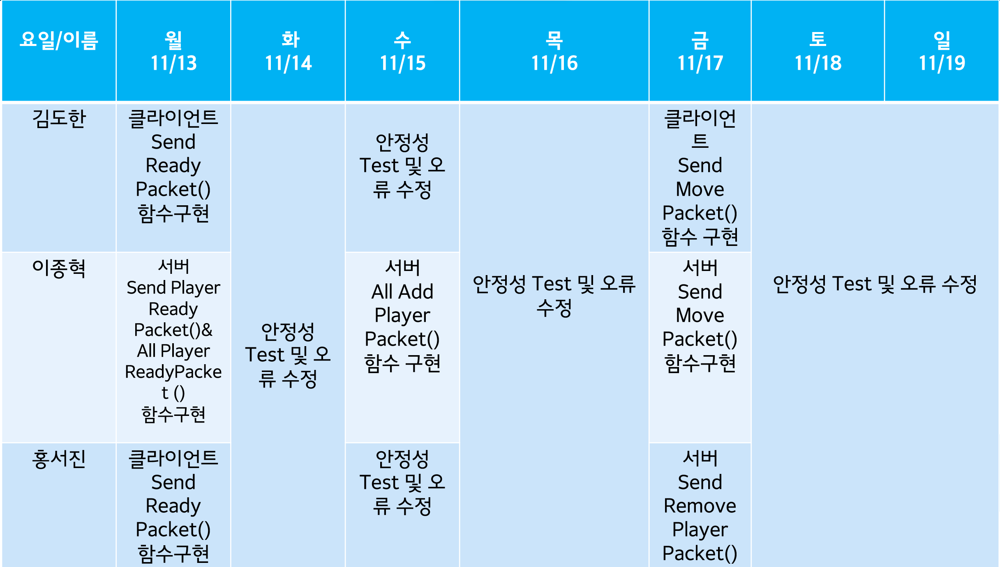 요일/이름
월
11/13
화
11/14
수
11/15
목
11/16
금
11/17
토
11/18
일
11/19
김도한
클라이언트
Send
Ready
Packet()
함수구현
안정성
Test 및 오
류 수정
안정성
Test 및 오
류 수정
안정성 Test 및 오류
수정
클라이언
트
Send
Move
Packet()
함수 구현
안정성 Test 및 오류 수정
이종혁
서버
Send Player
Ready
Packet()&
All Player
ReadyPacke
t ()
함수구현
서버
All Add
Player
Packet()
함수 구현
서버
Send
Move
Packet()
함수구현
홍서진
클라이언트
Send
Ready
Packet()
함수구현
안정성
Test 및 오
류 수정
서버
Send
Remove
Player
Packet()